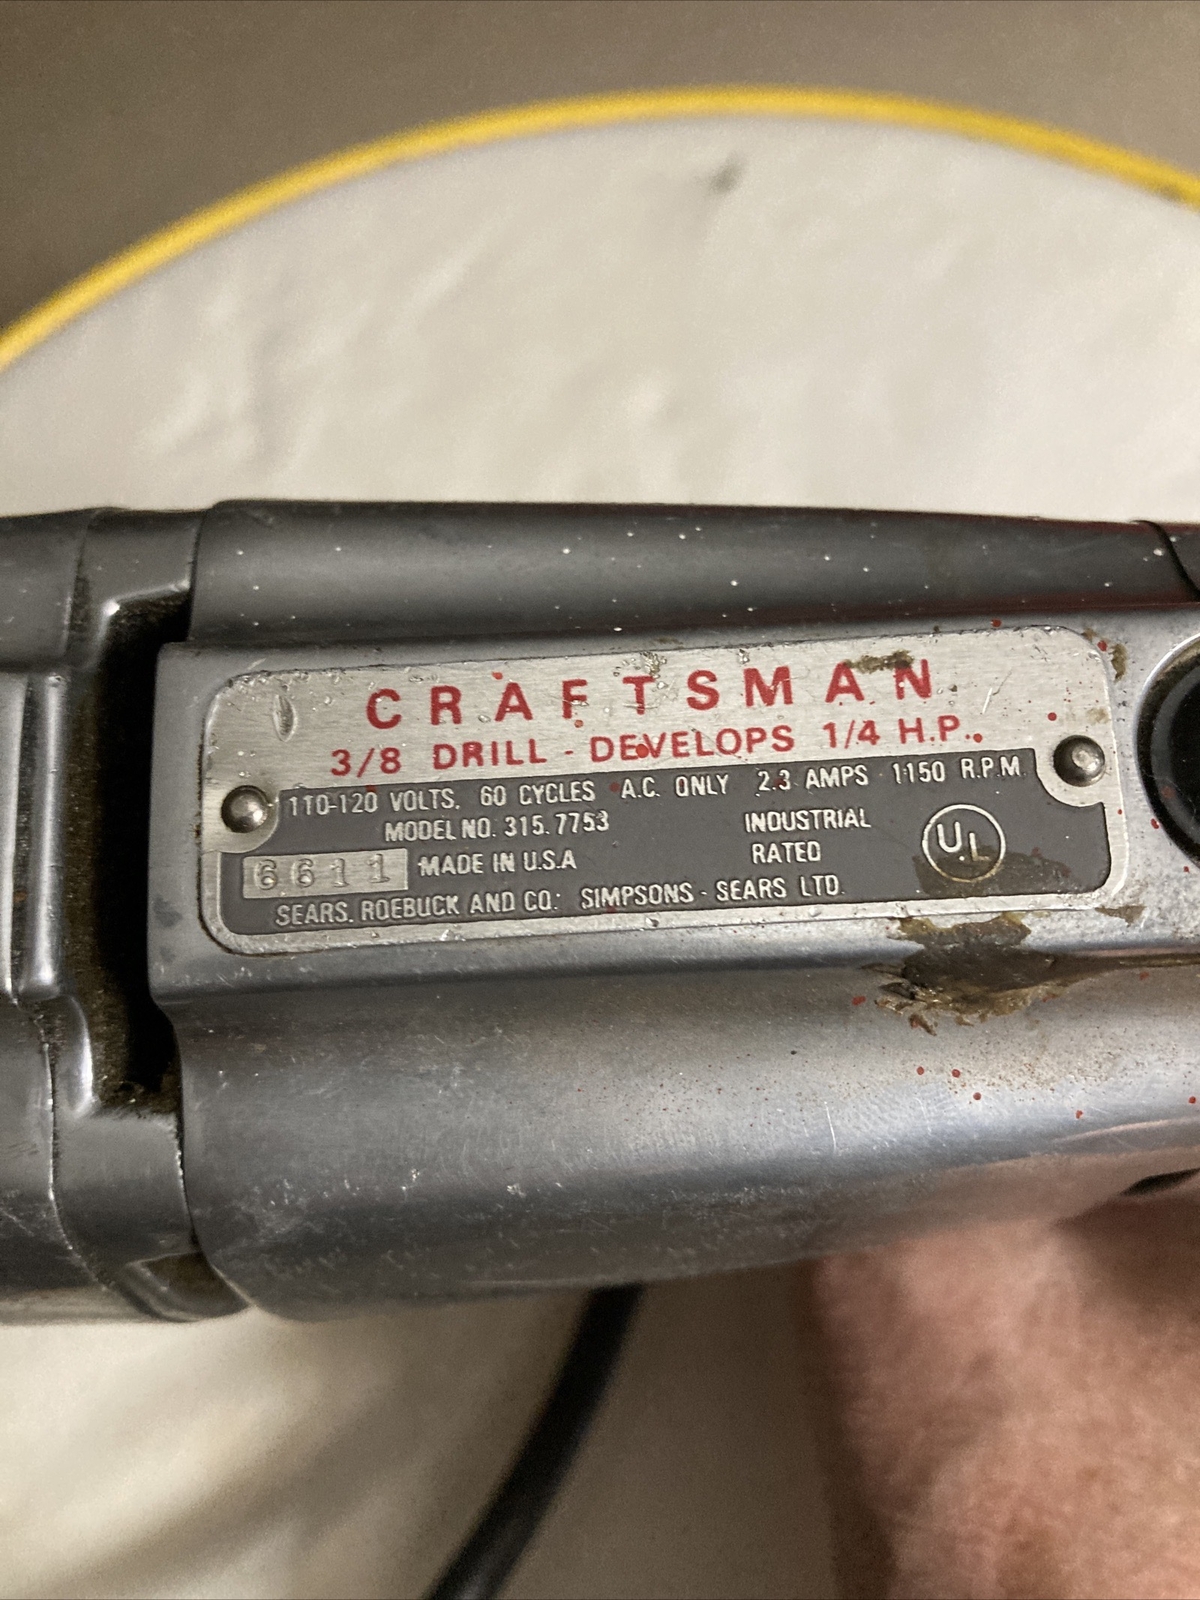 CRAFTSMAN
3/8 DRILL - DEVELOPS 1/4 H.P.
110-120 VOLTS, 60 CYCLES A.C. ONLY 2.3 AMPS 1150 R.P.M.
MODEL NO. 315.7753 INDUSTRIAL RATED
6611 MADE IN U.S.A
UL
SEARS, ROEBUCK AND CO. SIMPSONS - SEARS LTD.